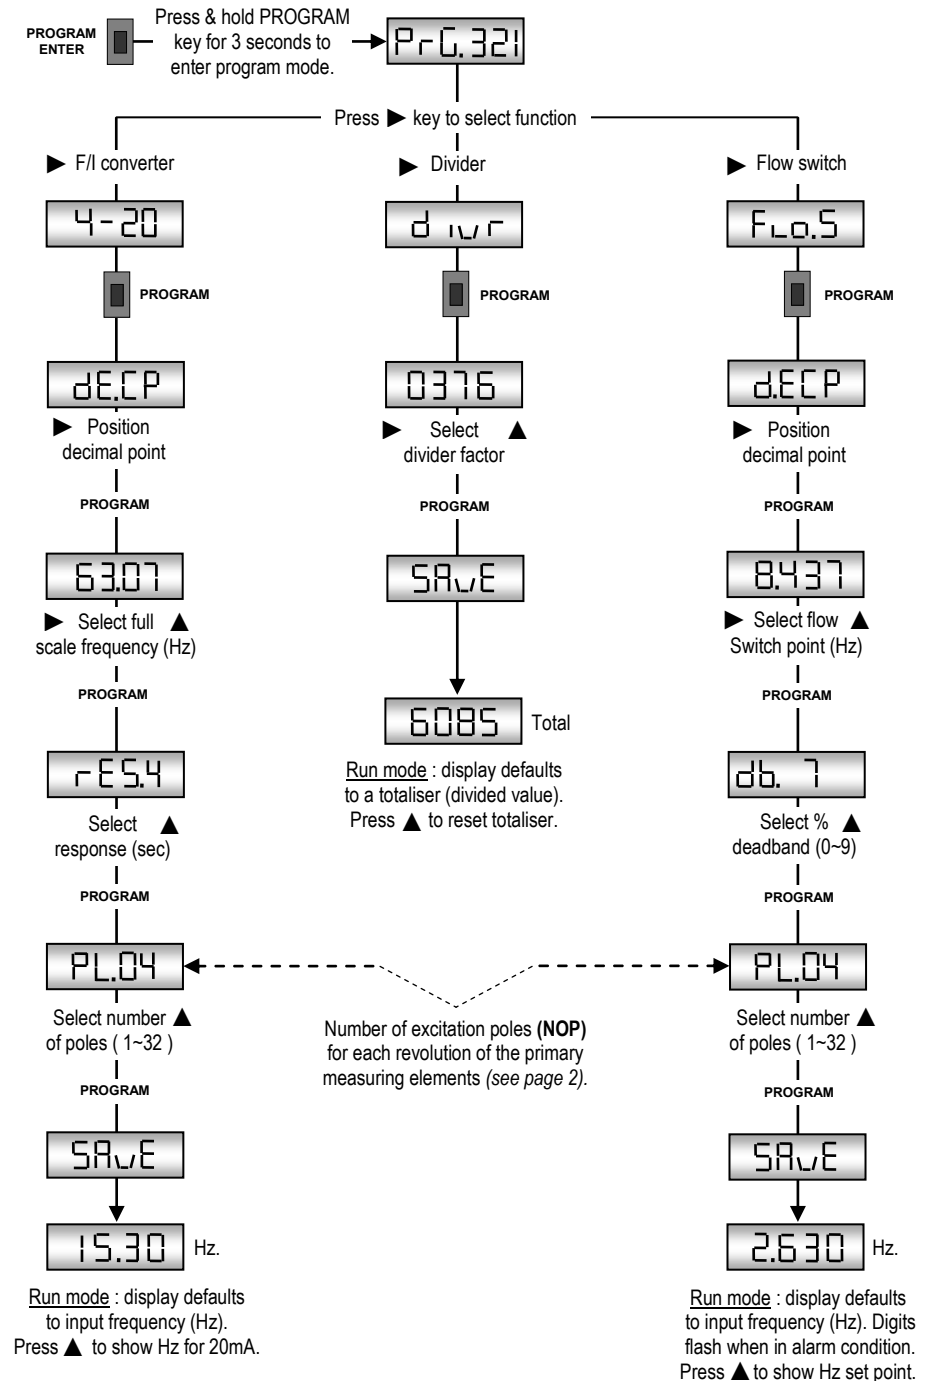 PROGRAM
ENTER
Press & hold PROGRAM
key for 3 seconds to
enter program mode.
PrG.321
Press ► key to select function
► F/I converter
4-20
PROGRAM
dE.CP
► Position
decimal point
PROGRAM
63.07
► Select full ▲
scale frequency (Hz)
PROGRAM
rES.4
Select ▲
response (sec)
PROGRAM
PL.04
Select number ▲
of poles ( 1~32 )
PROGRAM
SAvE
15.30 Hz.
Run mode : display defaults
to input frequency (Hz).
Press ▲ to show Hz for 20mA.
► Divider
d ivr
PROGRAM
0376
► Select ▲
divider factor
PROGRAM
SAvE
6085 Total
Run mode : display defaults
to a totaliser (divided value).
Press ▲ to reset totaliser.
Number of excitation poles (NOP)
for each revolution of the primary
measuring elements (see page 2).
► Flow switch
FLo.S
PROGRAM
d.ECP
► Position
decimal point
PROGRAM
8.437
► Select flow ▲
Switch point (Hz)
PROGRAM
db. 7
Select % ▲
deadband (0~9)
PROGRAM
PL.04
Select number ▲
of poles ( 1~32 )
PROGRAM
SAvE
2.630 Hz.
Run mode : display defaults
to input frequency (Hz). Digits
flash when in alarm condition.
Press ▲ to show Hz set point.